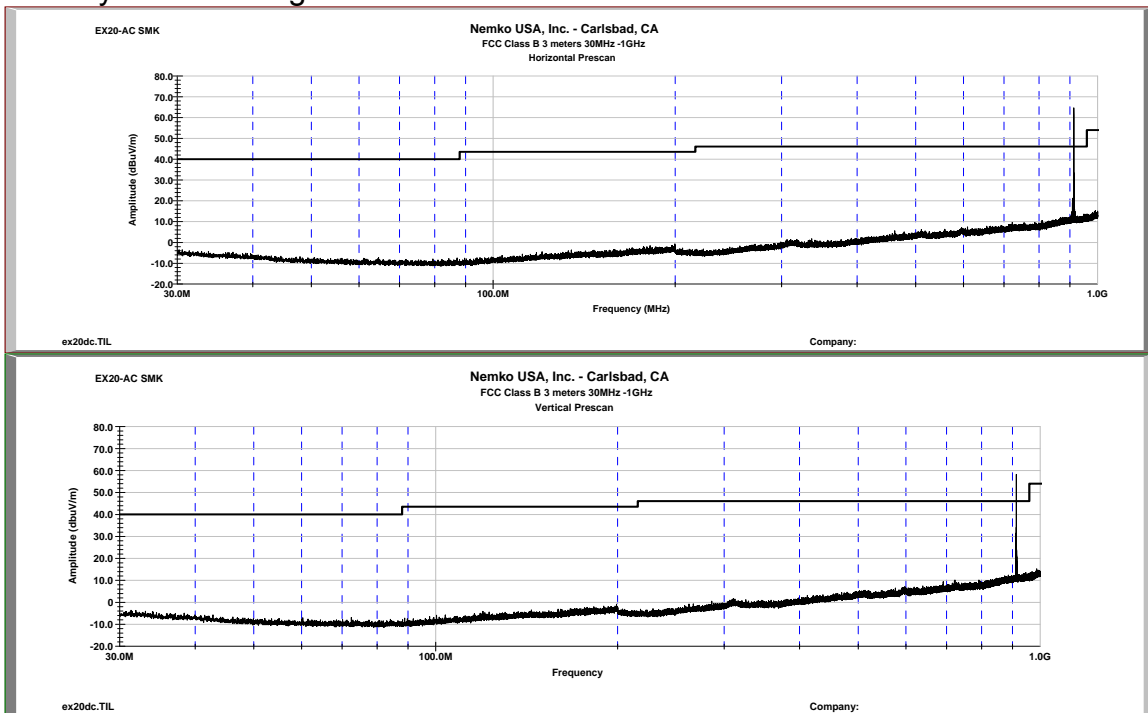 EX20-AC SMK
Nemko USA, Inc. - Carlsbad, CA
FCC Class B 3 meters 30MHz -1GHz
Horizontal Prescan
80.0
70.0
60.0
50.0
40.0
30.0
20.0
10.0
0
-10.0
-20.0
Amplitude (dBuV/m)
30.0M
100.0M
1.0G
Frequency (MHz)
ex20dc.TIL
Company:
EX20-AC SMK
Nemko USA, Inc. - Carlsbad, CA
FCC Class B 3 meters 30MHz -1GHz
Vertical Prescan
80.0
70.0
60.0
50.0
40.0
30.0
20.0
10.0
0
-10.0
-20.0
Amplitude (dbuV/m)
30.0M
100.0M
1.0G
Frequency
ex20dc.TIL
Company: